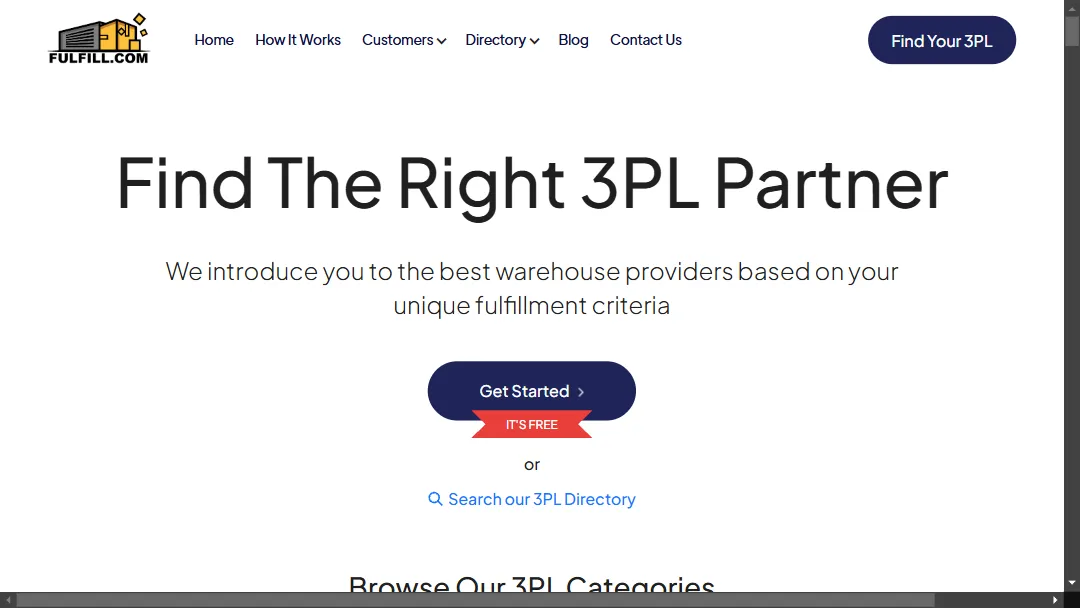 FULFILL.COM
Home How It Works Customers Directory Blog Contact Us
Find Your 3PL
Find The Right 3PL Partner
We introduce you to the best warehouse providers based on your
unique fulfillment criteria
Get Started
IT'S FREE
or
Search our 3PL Directory
Browse Our 3PL Categories